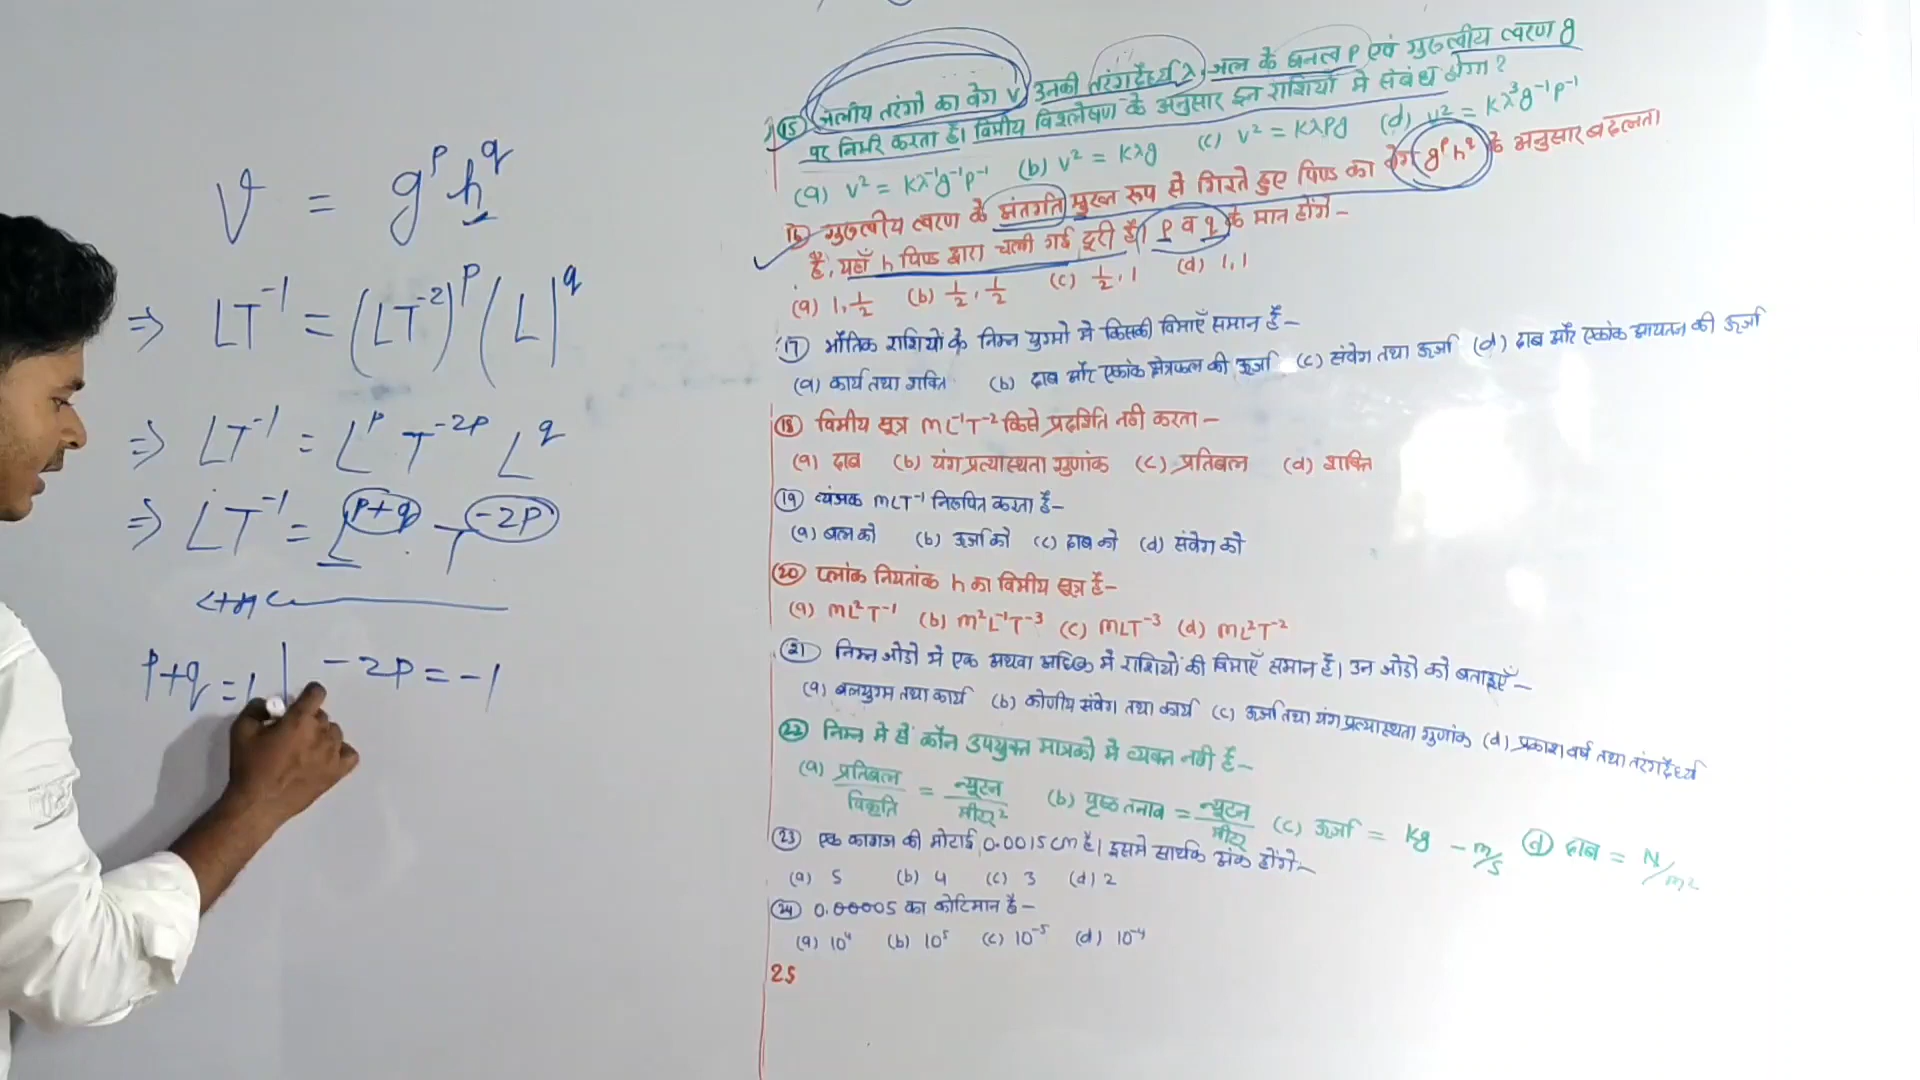 V = g^p h^q
⇒ LT^-1 = (LT^-2)^p (L)^q
⇒ LT^-1 = L^p T^-2p L^q
⇒ LT^-1 = L^p+q . T^-2p
p+q = 1 | -2p = -1
(15) जलीय तरंगो का वेग V उनकी तरंगदैर्ध्य λ, जल के घनत्व P एवं गुरुत्वीय त्वरण g
पर निर्भर करता है। विमीय विश्लेषण के अनुसार इन राशियों मे संबंध होगा?
(a) v² = Kλ^-1g^-1p^-1 (b) v² = Kλg (c) v² = Kλpg (d) v² = Kλ³g^-1p^-1
16 गुरुत्वीय त्वरण के अंतर्गत मुक्त रूप से गिरते हुए पिण्ड का वेग g^p h^q के अनुसार बदलता
है, यहाँ h पिण्ड द्वारा चली गई दूरी है। p व q के मान होंगे-
(a) 1, 1/2 (b) 1/2, 1/2 (c) 1/2, 1 (d) 1, 1
(17) भौतिक राशियों के निम्न युग्मो मे किसकी विमाएँ समान हैं-
(a) कार्य तथा शक्ति (b) दाब और एकांक क्षेत्रफल की ऊर्जा (c) संवेग तथा ऊर्जा (d) दाब और एकांक आयतन की ऊर्जा
(18) विमीय सूत्र ML^-1T^-2 किसे प्रदर्शित नही करता-
(a) दाब (b) यंग प्रत्यास्थता गुणांक (c) प्रतिबल (d) शक्ति
(19) व्यंजक MLT^-1 निरूपित करता है-
(a) बल को (b) ऊर्जा को (c) दाब को (d) संवेग को
(20) प्लांक नियतांक h का विमीय सूत्र है-
(a) ML²T^-1 (b) M²L^-1T^-3 (c) MLT^-3 (d) ML²T^-2
(21) निम्न जोडो मे एक अथवा अधिक मे राशियों की विमाएँ समान हैं। उन जोडो को बताइएँ-
(a) बलयुग्म तथा कार्य (b) कोणीय संवेग तथा कार्य (c) ऊर्जा तथा यंग प्रत्यास्थता गुणांक (d) प्रकाश वर्ष तथा तरंगदैर्ध्य
(22) निम्न मे से कौन उपयुक्त मात्रको मे व्यक्त नही है-
(a) प्रतिबल/विकृति = न्यूटन/मीटर² (b) पृष्ठ तनाव = न्यूटन/मीटर (c) ऊर्जा = Kg - m/s (d) दाब = N/m²
(23) एक कागज की मोटाई 0.0015 cm है। इसमे सार्थक अंक होंगे-
(a) 5 (b) 4 (c) 3 (d) 2
(24) 0.00005 का कोटिमान है-
(a) 10⁴ (b) 10⁵ (c) 10^-5 (d) 10^-4
25